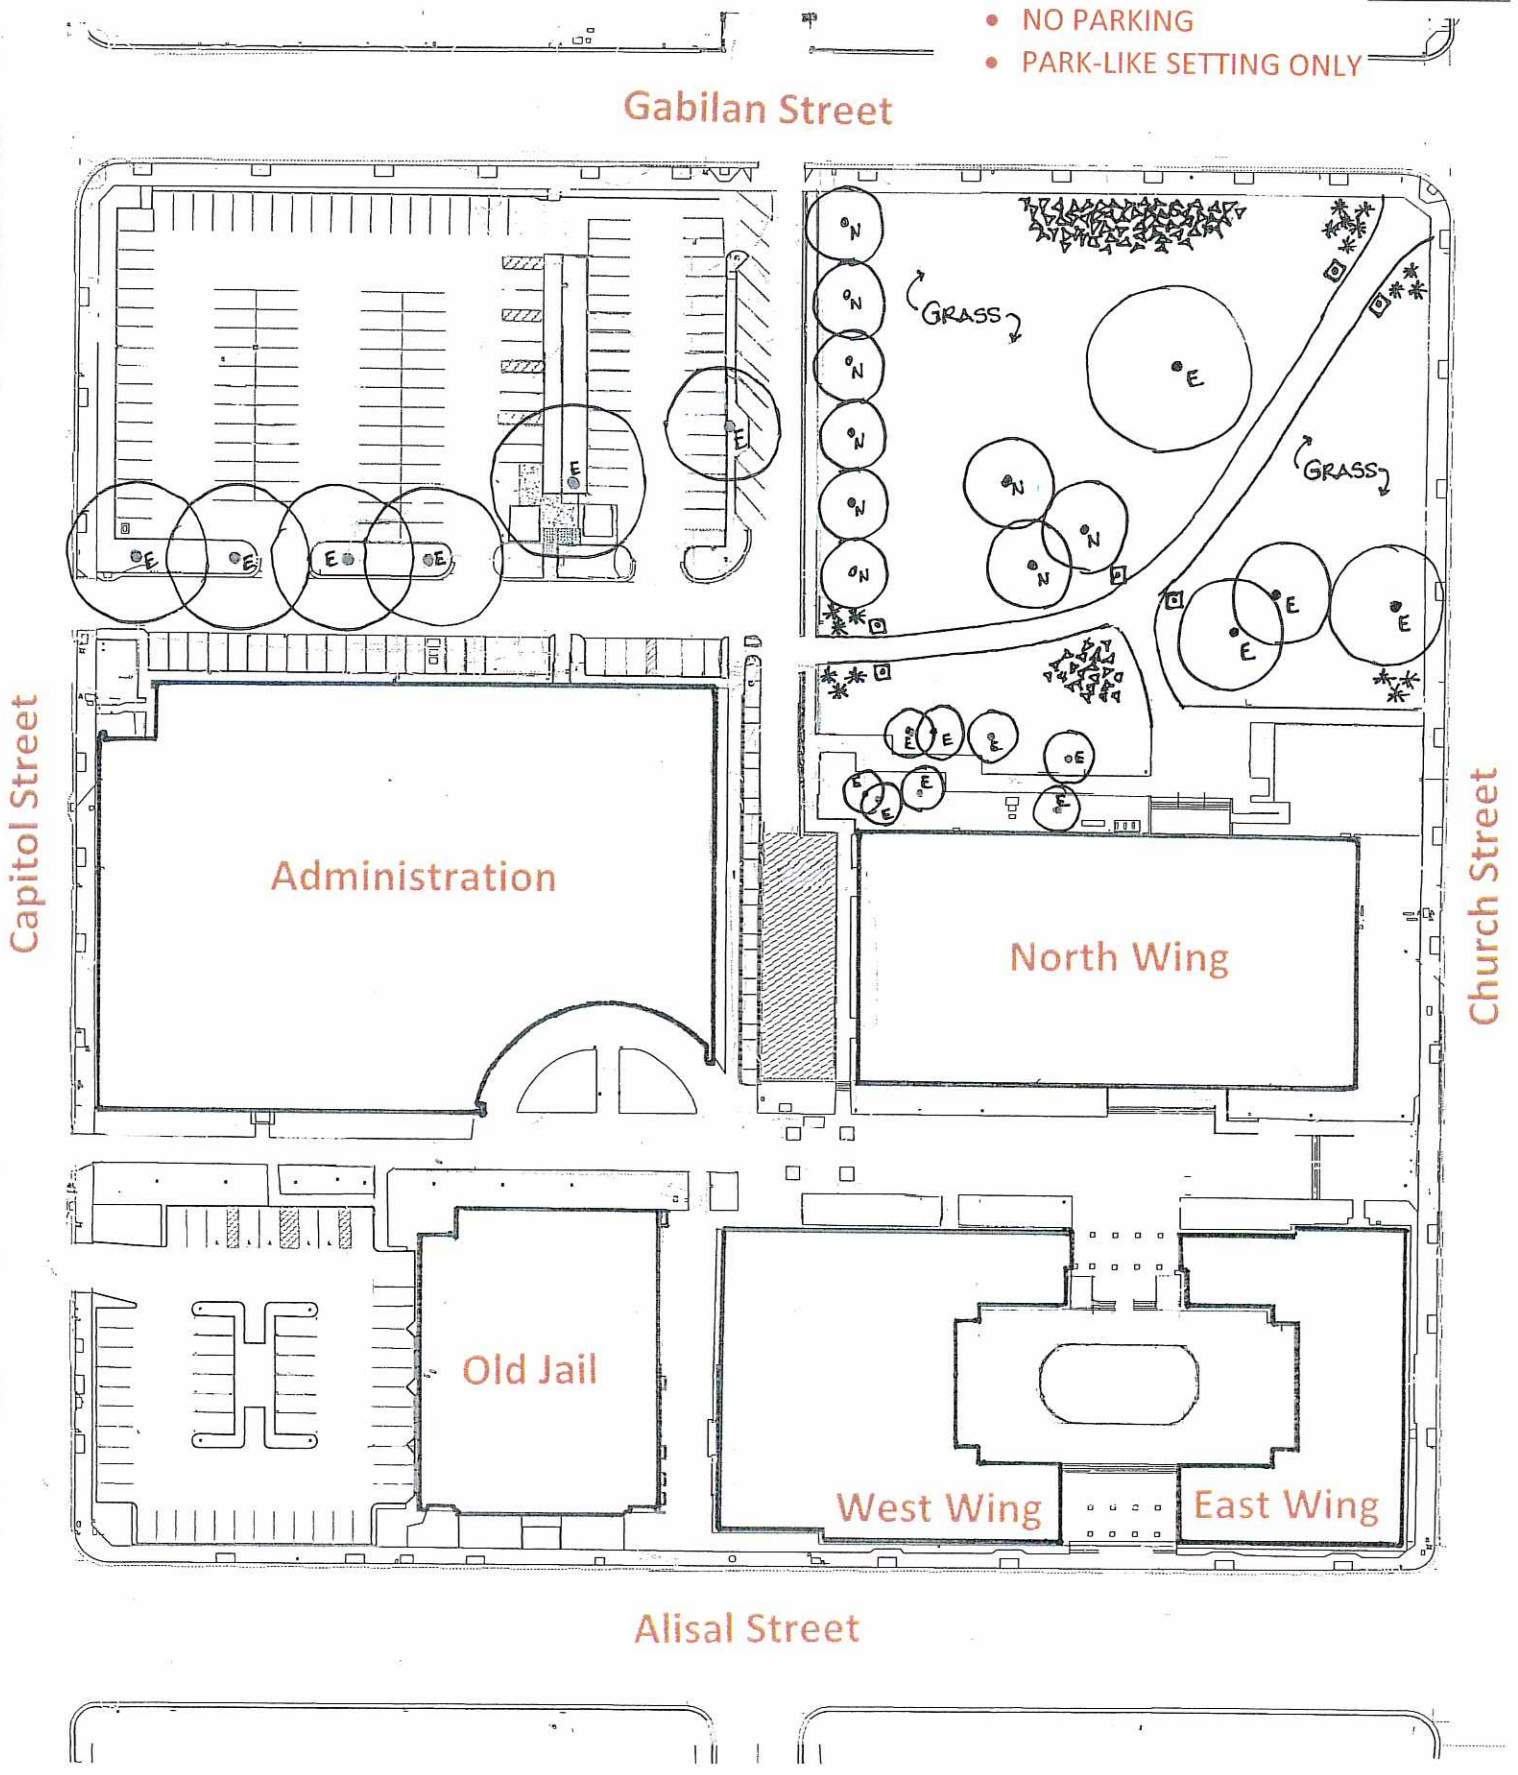 • NO PARKING
• PARK-LIKE SETTING ONLY
Gabilan Street
N
N
GRASS
N
E
E
N
GRASS
E
N
N
N
N
E
E
E
E
N
N
E
E
E
Capitol Street
E
E
E
E
E
E
E
E
Church Street
Administration
North Wing
Old Jail
West Wing
East Wing
Alisal Street